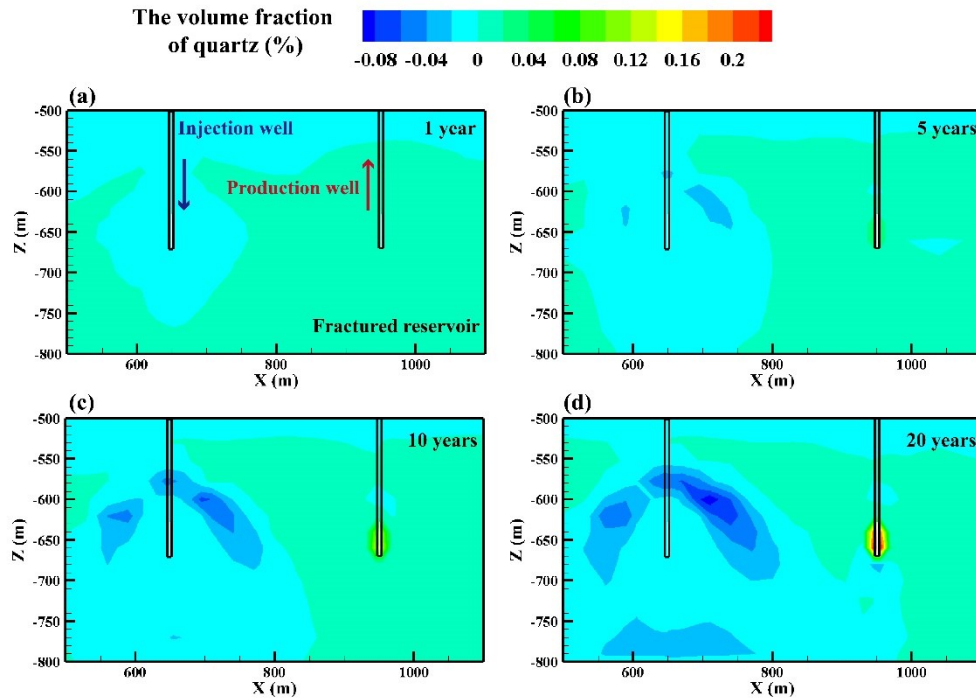 The volume fraction
of quartz (%)
-0.08 -0.04 0 0.04 0.08 0.12 0.16 0.2
(a)
-500
-550
-600
-650
-700
-750
-800
Z (m)
Injection well
1 year
Production well
Fractured reservoir
600 800 1000
X (m)
(b)
-500
-550
-600
-650
-700
-750
-800
Z (m)
5 years
600 800 1000
X (m)
(c)
-500
-550
-600
-650
-700
-750
-800
Z (m)
10 years
600 800 1000
X (m)
(d)
-500
-550
-600
-650
-700
-750
-800
Z (m)
20 years
600 800 1000
X (m)